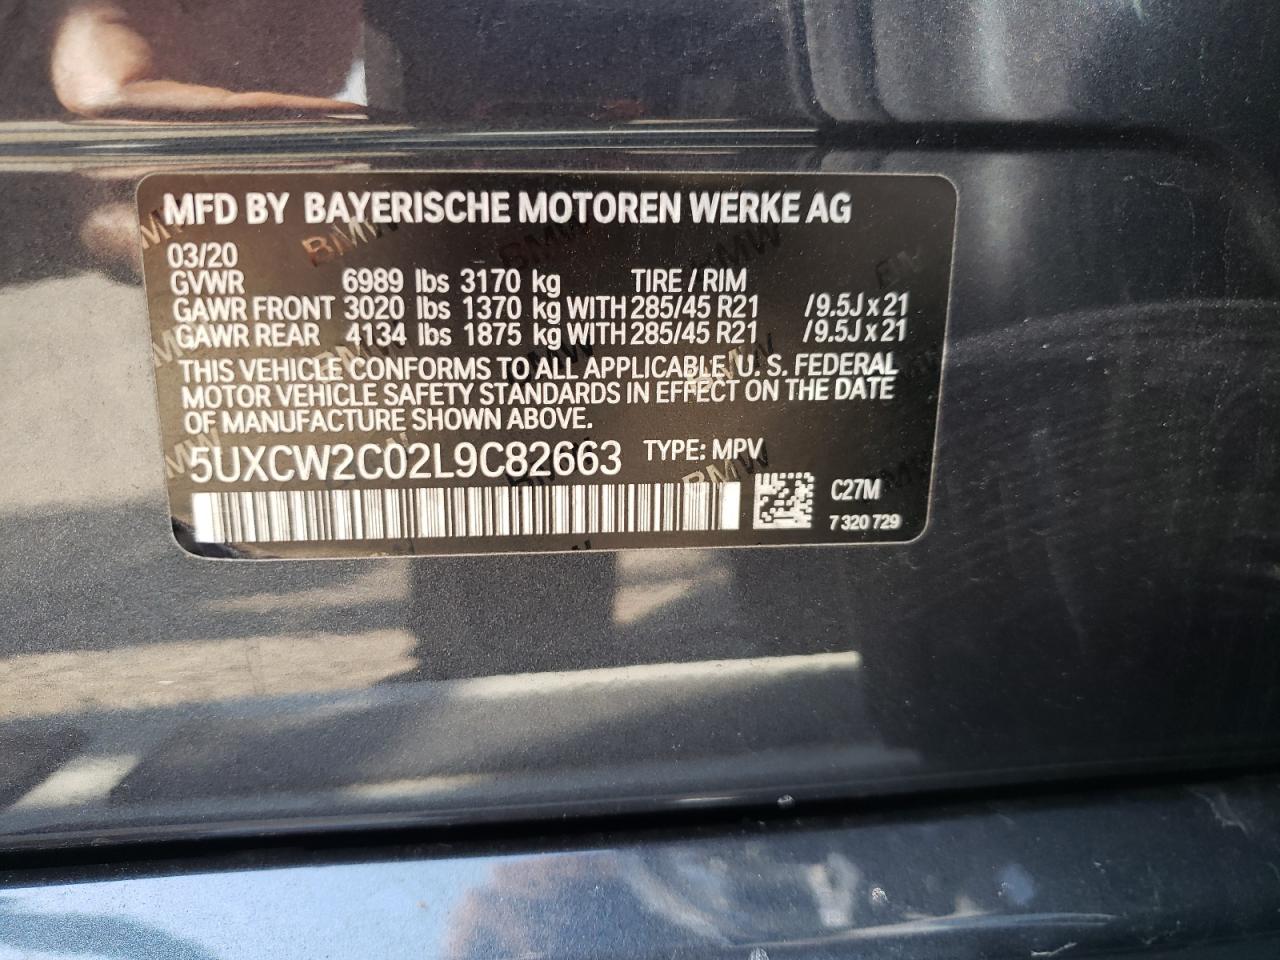 MFD BY BAYERISCHE MOTOREN WERKE AG
03/20
GVWR 6989 lbs 3170 kg TIRE / RIM
GAWR FRONT 3020 lbs 1370 kg WITH 285/45 R21 /9.5J x 21
GAWR REAR 4134 lbs 1875 kg WITH 285/45 R21 /9.5J x 21
THIS VEHICLE CONFORMS TO ALL APPLICABLE U. S. FEDERAL
MOTOR VEHICLE SAFETY STANDARDS IN EFFECT ON THE DATE
OF MANUFACTURE SHOWN ABOVE.
5UXCW2C02L9C82663 TYPE: MPV
C27M
7 320 729